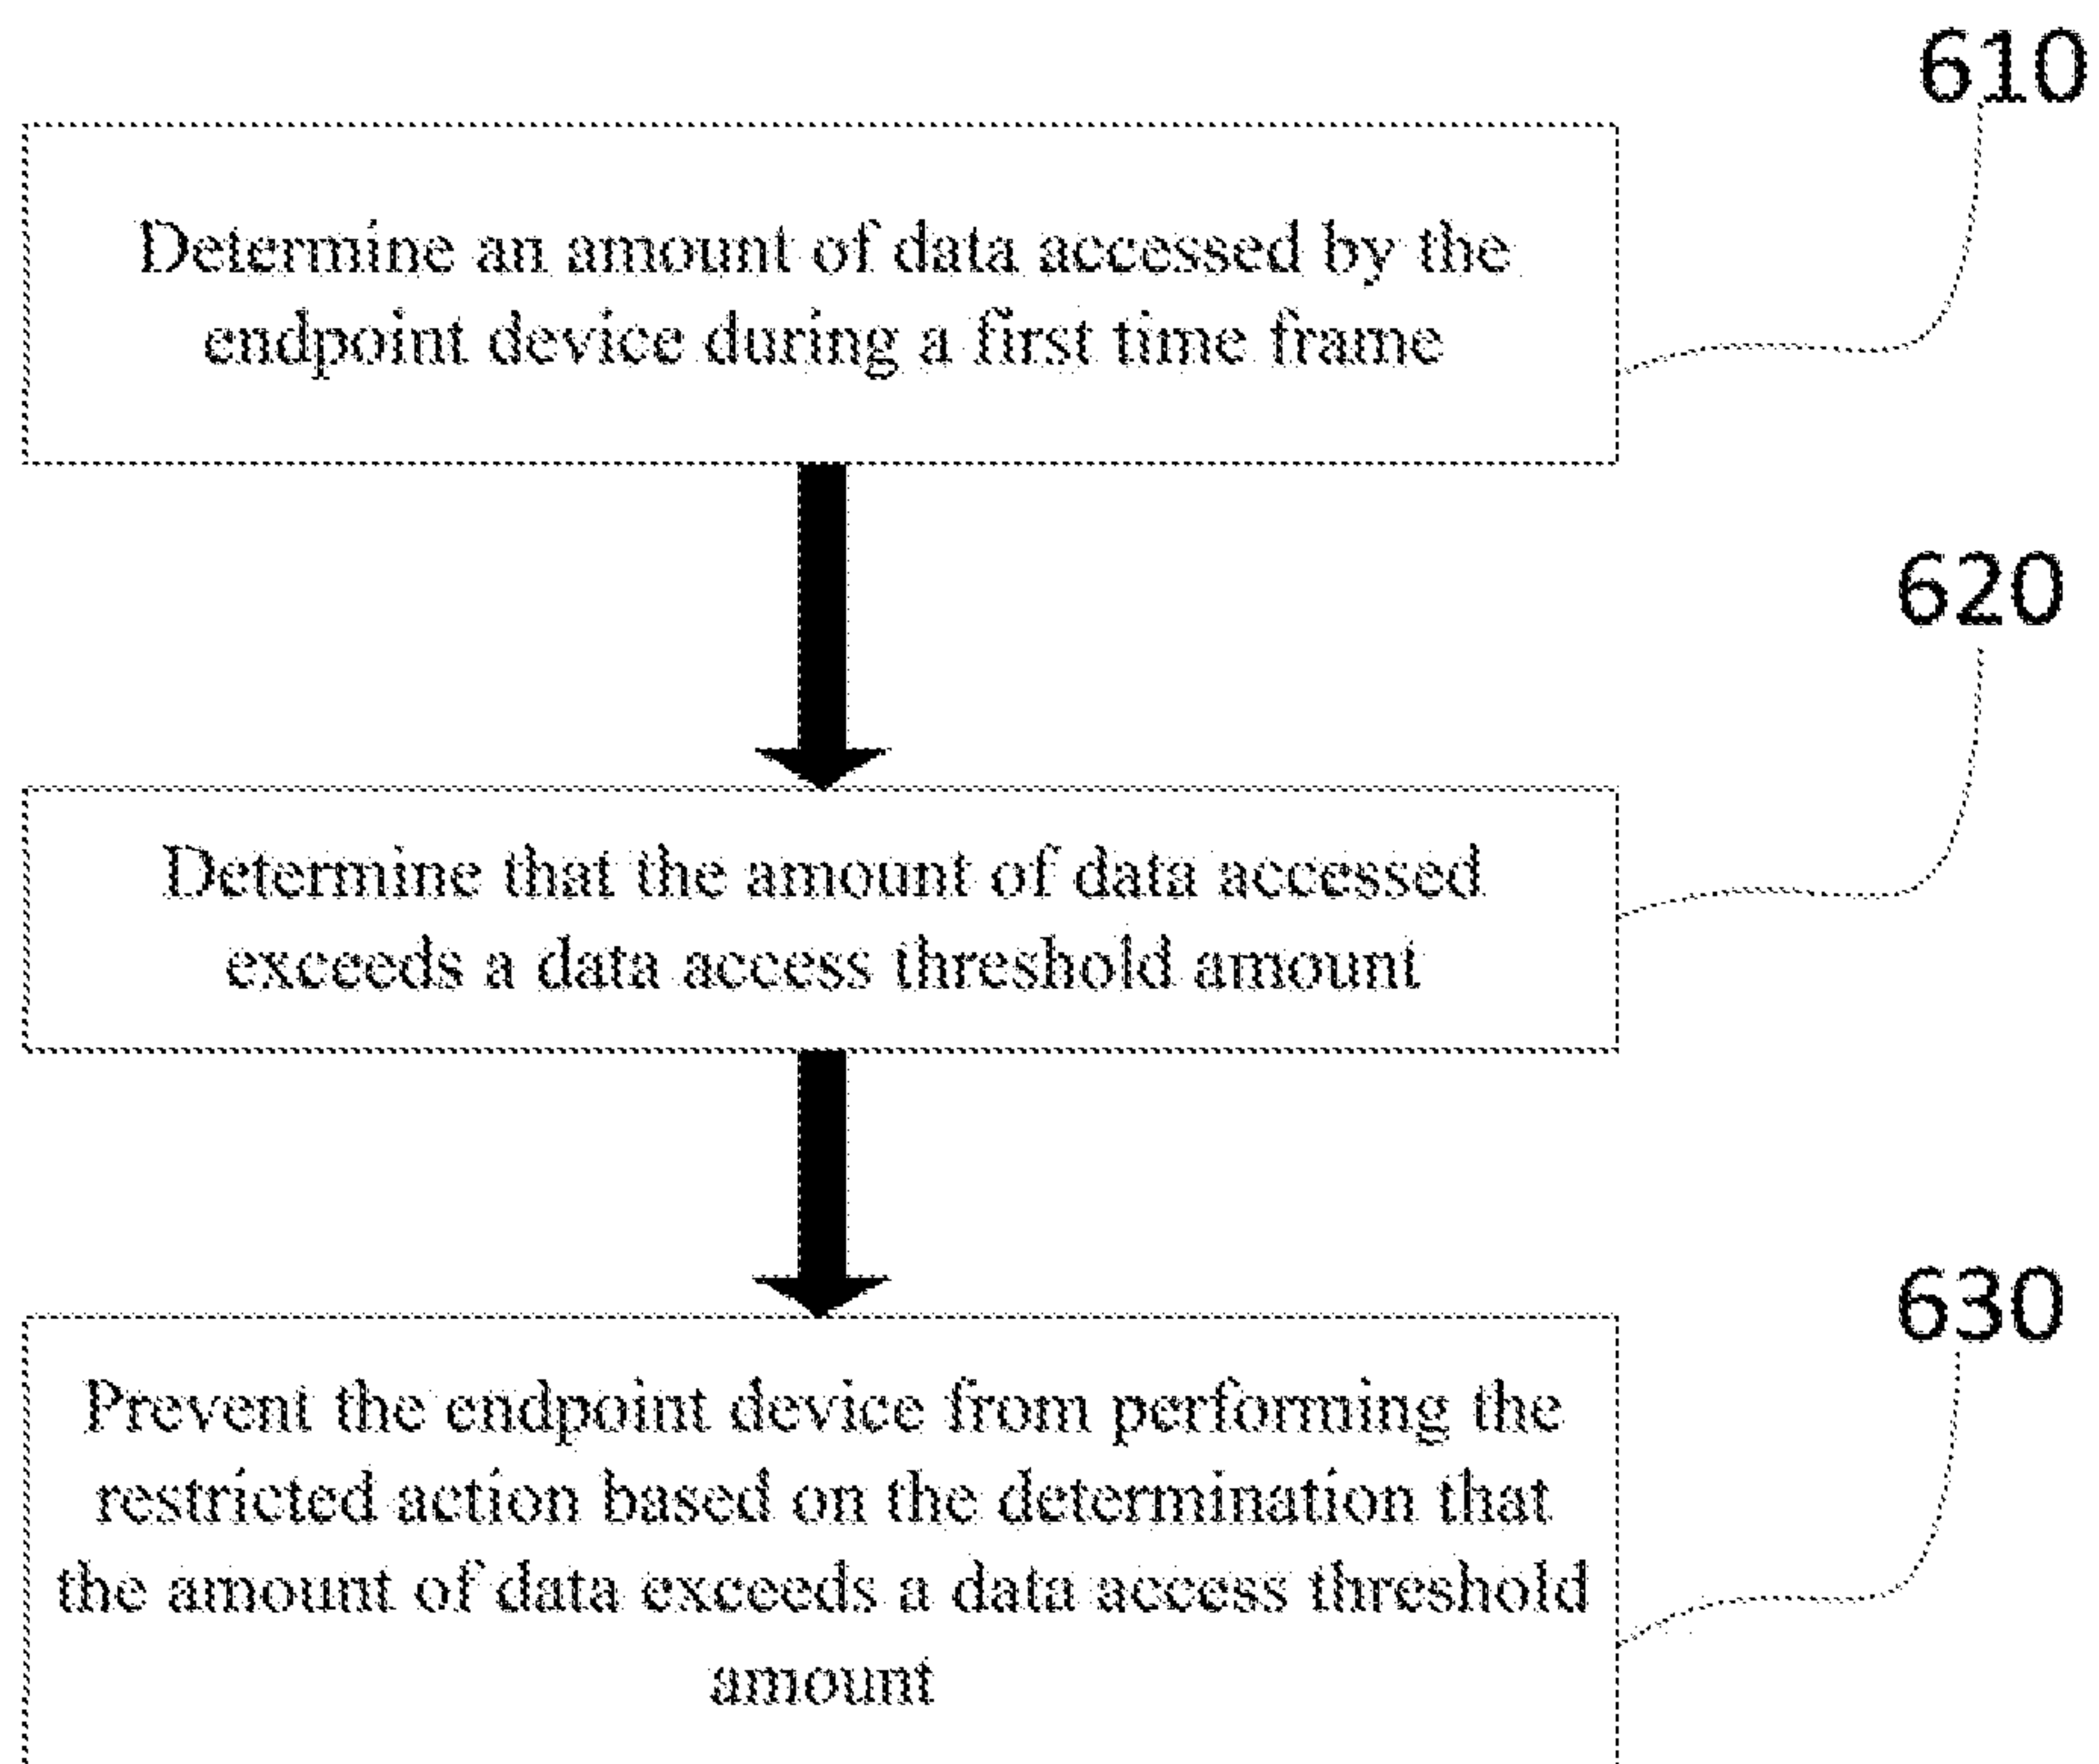 610
Determine an amount of data accessed by the
endpoint device during a first time frame
620
Determine that the amount of data accessed
exceeds a data access threshold amount
630
Prevent the endpoint device from performing the
restricted action based on the determination that
the amount of data exceeds a data access threshold
amount